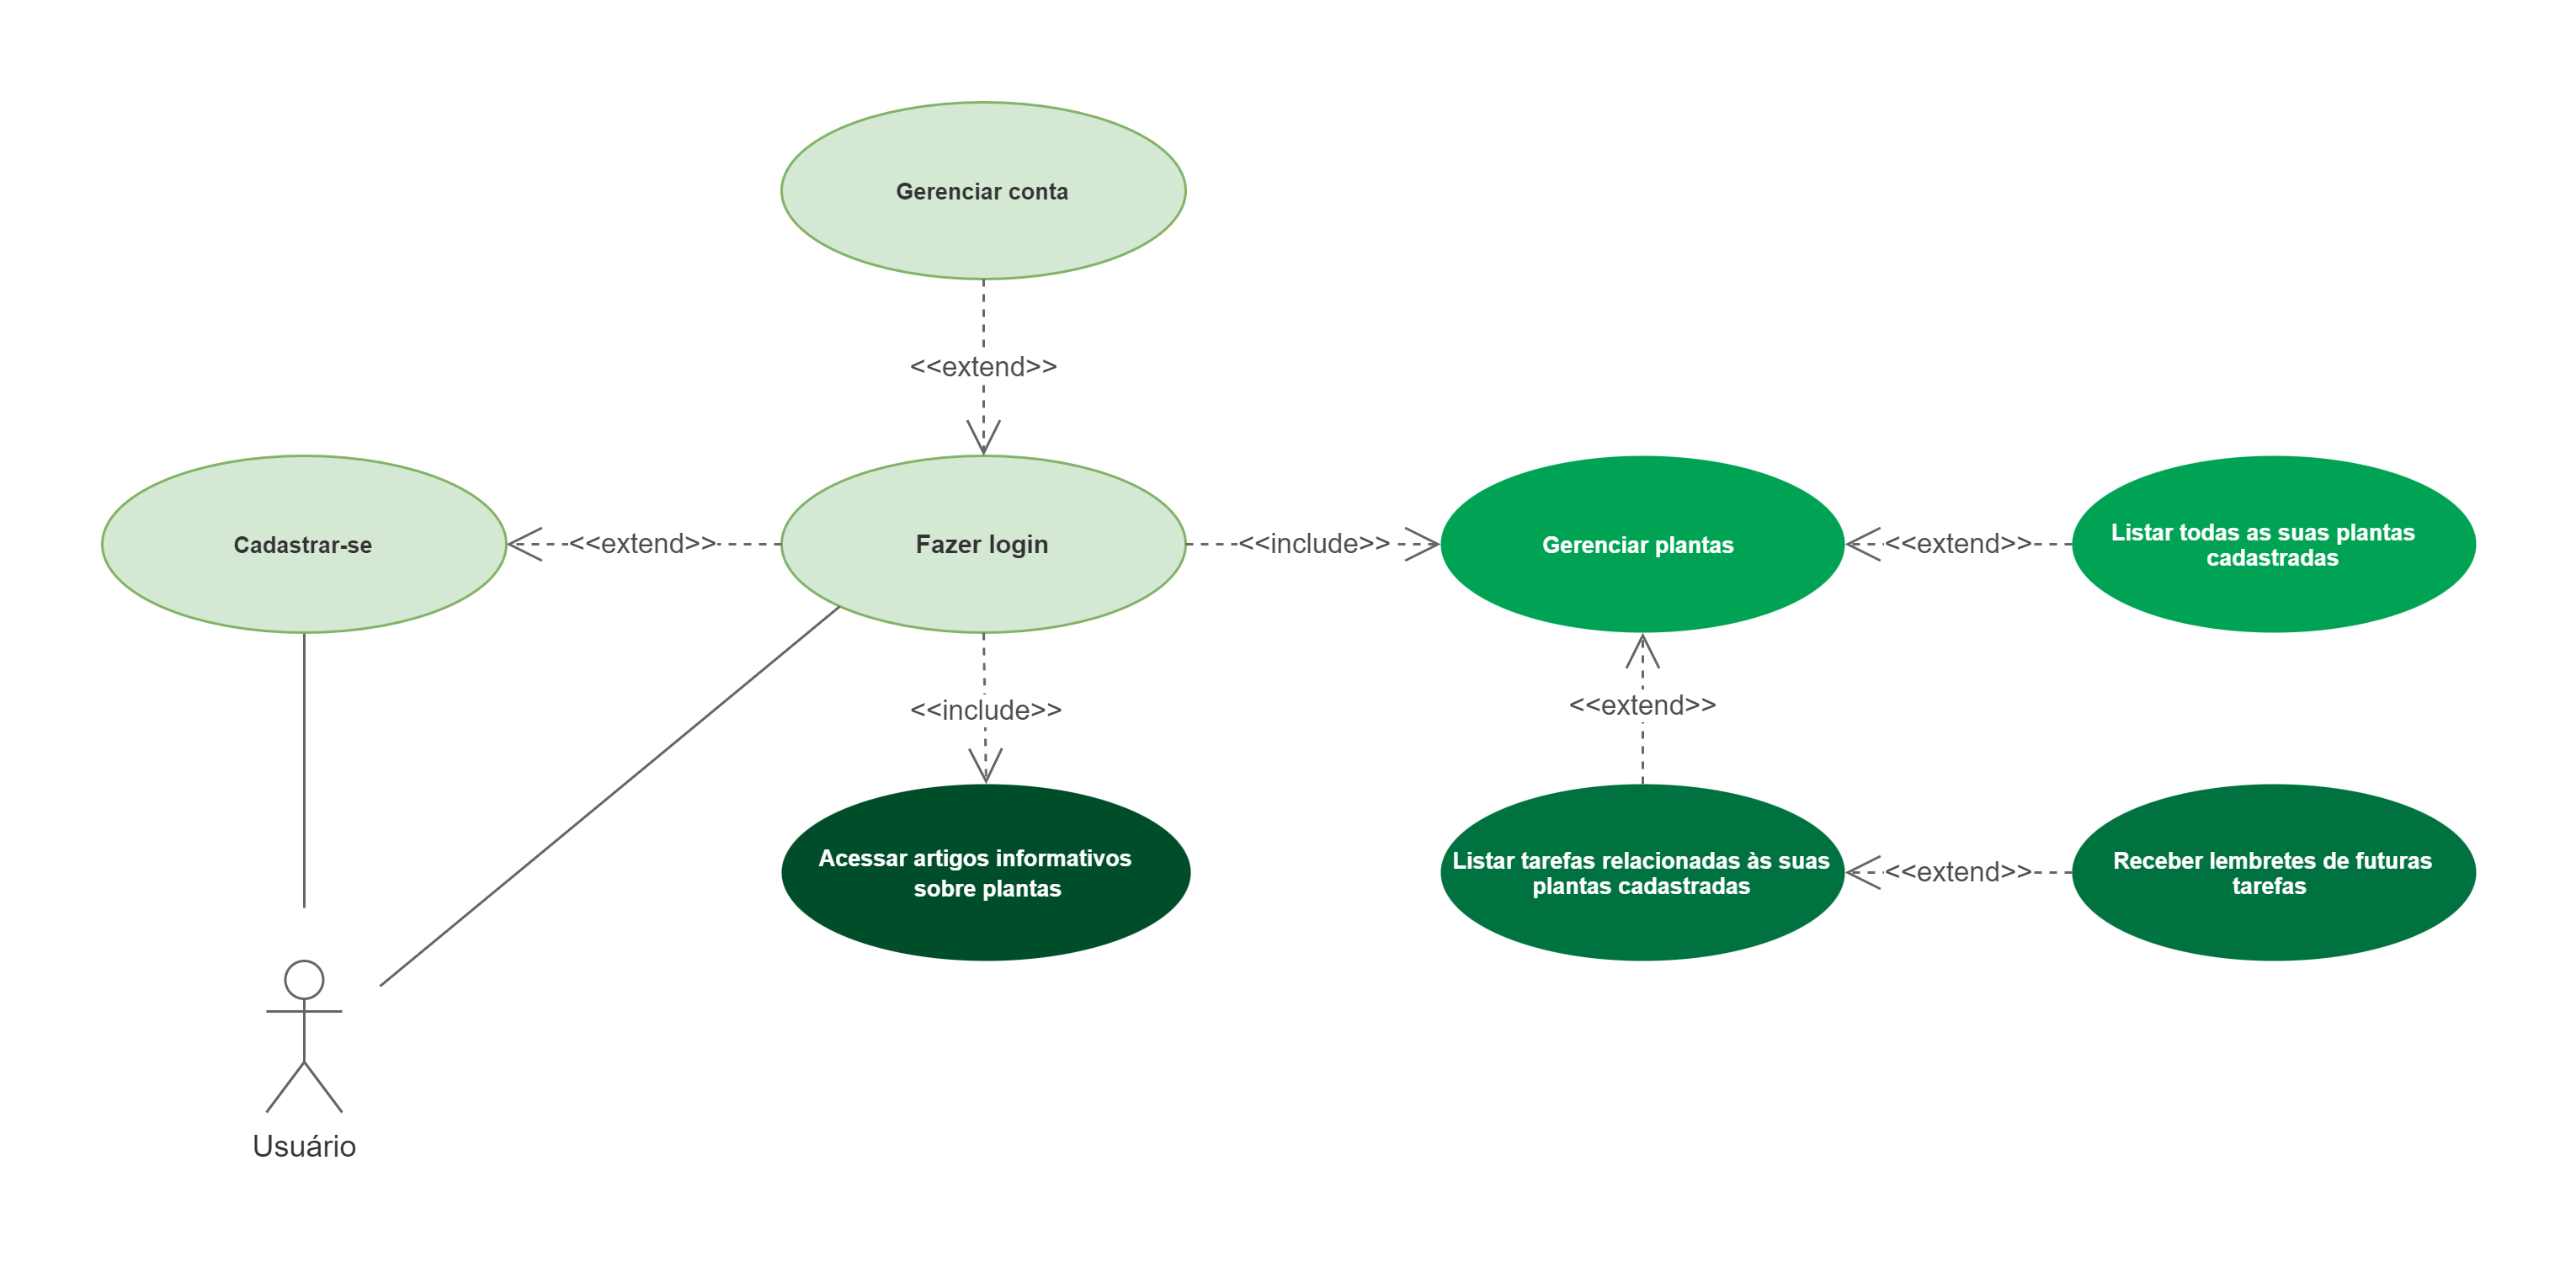 Gerenciar conta
<<extend>>
Cadastrar-se
<<extend>>
Fazer login
<<include>>
Gerenciar plantas
<<extend>>
Listar todas as suas plantas
cadastradas
<<include>>
<<extend>>
Acessar artigos informativos
sobre plantas
Listar tarefas relacionadas às suas
plantas cadastradas
<<extend>>
Receber lembretes de futuras
tarefas
Usuário